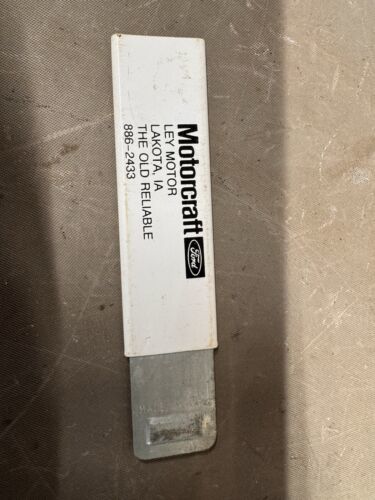 Motorcraft Ford
LEY MOTOR
LAKOTA, IA
THE OLD RELIABLE
886-2433